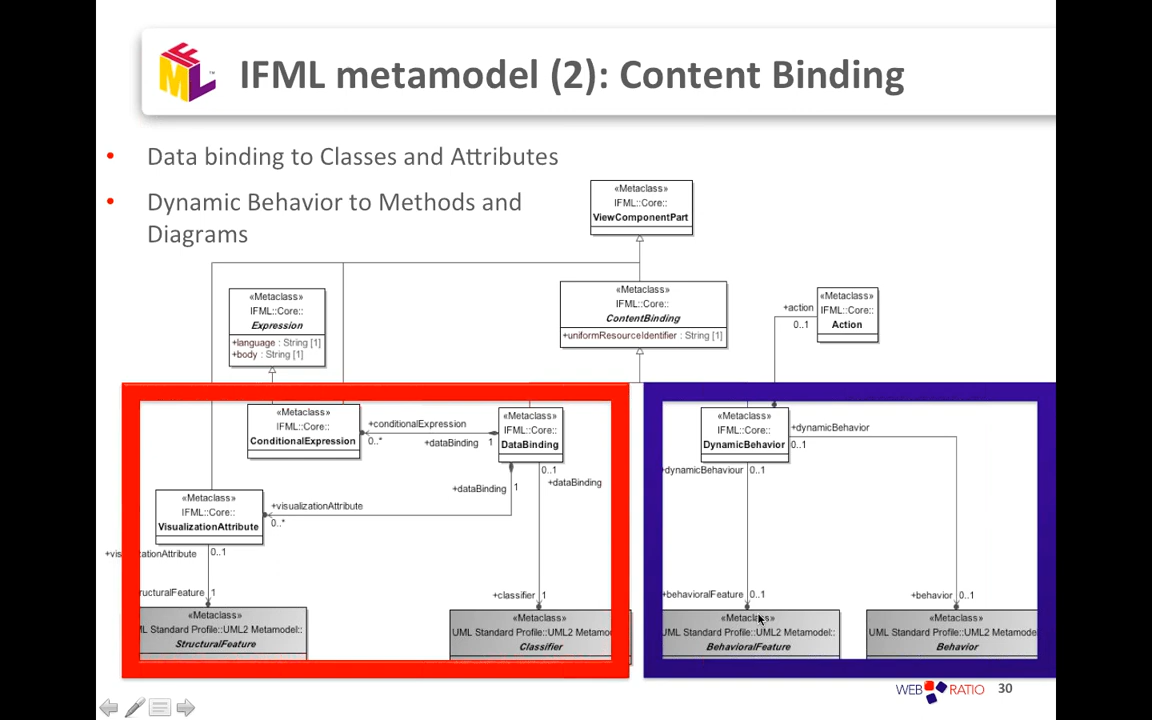 IFML metamodel (2): Content Binding
• Data binding to Classes and Attributes
• Dynamic Behavior to Methods and
Diagrams
«Metaclass»
IFML::Core::
ViewComponentPart
«Metaclass»
IFML::Core::
Expression
+language : String [1]
+body : String [1]
«Metaclass»
IFML::Core::
ContentBinding
+uniformResourceIdentifier : String [1]
+action
0..1
«Metaclass»
IFML::Core::
Action
«Metaclass»
IFML::Core::
ConditionalExpression
+conditionalExpression
0..*
+dataBinding 1
«Metaclass»
IFML::Core::
DataBinding
0..1
+dataBinding
+dataBinding 1
«Metaclass»
IFML::Core::
VisualizationAttribute
+visualizationAttribute
0..*
+vis
zationAttribute 0..1
ructuralFeature 1
+classifier 1
«Metaclass»
ML Standard Profile::UML2 Metamodel::
StructuralFeature
«Metaclass»
UML Standard Profile::UML2 Metamo
Classifier
«Metaclass»
IFML::Core::
DynamicBehavior
+dynamicBehavior
0..1
+dynamicBehaviour 0..1
+behavioralFeature 0..1
+behavior 0..1
«Metaclass»
UML Standard Profile::UML2 Metamodel::
BehavioralFeature
«Metaclass»
UML Standard Profile::UML2 Metamode
Behavior
WEB RATIO 30